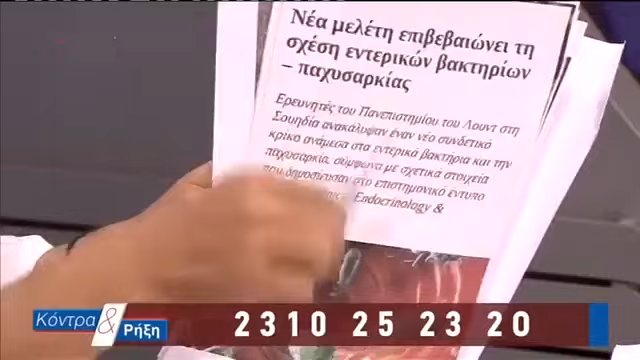 Νέα μελέτη επιβεβαιώνει τη
σχέση εντερικών βακτηρίων
– παχυσαρκίας
Ερευνητές του Πανεπιστημίου του Λουντ στη
Σουηδία ανακάλυψαν έναν νέο συνδετικό
κρίκο ανάμεσα στα εντερικά βακτήρια και την
παχυσαρκία, σύμφωνα με σχετικά στοιχεία
που δημοσίευσαν στο επιστημονικό έντυπο
Endocrinology &
Κόντρα & Ρήξη
2310 25 23 20